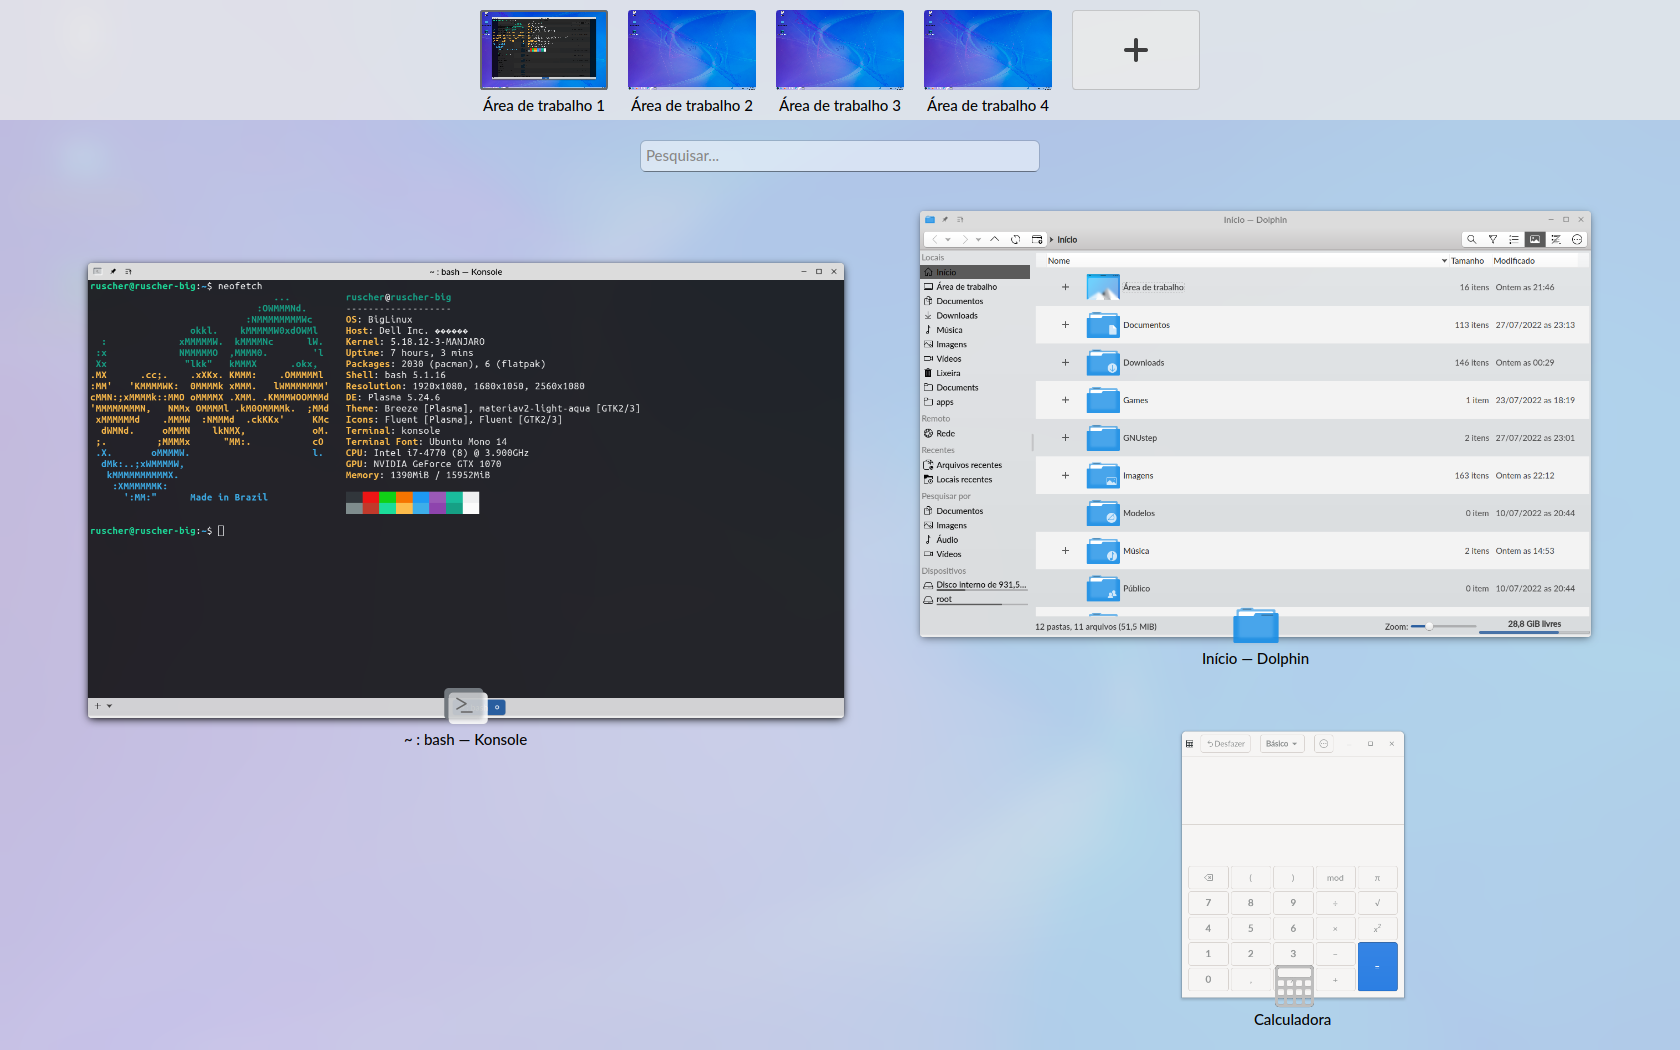 Área de trabalho 1
Área de trabalho 2
Área de trabalho 3
Área de trabalho 4
Pesquisar...
~ : bash — Konsole
ruscher@ruscher-big:~$ neofetch
ruscher@ruscher-big
-------------------
OS: BigLinux
Host: Dell Inc. ������
Kernel: 5.18.12-3-MANJARO
Uptime: 7 hours, 3 mins
Packages: 2030 (pacman), 6 (flatpak)
Shell: bash 5.1.16
Resolution: 1920x1080, 1680x1050, 2560x1080
DE: Plasma 5.24.6
Theme: Breeze [Plasma], materiav2-light-aqua [GTK2/3]
Icons: Fluent [Plasma], Fluent [GTK2/3]
Terminal: konsole
Terminal Font: Ubuntu Mono 14
CPU: Intel i7-4770 (8) @ 3.900GHz
GPU: NVIDIA GeForce GTX 1070
Memory: 1390MiB / 15952MiB
Made in Brazil
ruscher@ruscher-big:~$
~ : bash — Konsole
Início — Dolphin
Início
Locais
Início
Área de trabalho
Documentos
Downloads
Música
Imagens
Vídeos
Lixeira
Documents
apps
Remoto
Rede
Recentes
Arquivos recentes
Locais recentes
Pesquisar por
Documentos
Imagens
Áudio
Vídeos
Dispositivos
Disco interno de 931,5...
root
Nome Tamanho Modificado
Área de trabalho 16 itens Ontem as 21:46
Documentos 113 itens 27/07/2022 as 23:13
Downloads 146 itens Ontem as 00:29
Games 1 item 23/07/2022 as 18:19
GNUstep 2 itens 27/07/2022 as 23:01
Imagens 163 itens Ontem as 22:12
Modelos 0 item 10/07/2022 as 20:44
Música 2 itens Ontem as 14:53
Público 0 item 10/07/2022 as 20:44
12 pastas, 11 arquivos (51,5 MiB) Zoom: 28,8 GiB livres
Início — Dolphin
Desfazer Básico
( ) mod π
7 8 9 ÷ √
4 5 6 × x²
1 2 3 − =
0 , +
Calculadora